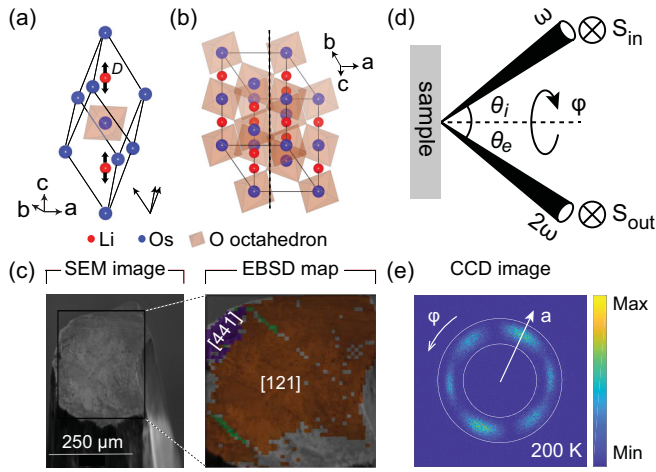 (a)
D
c
b
a
(b)
b
a
c
Li
Os
O octahedron
(c)
SEM image
250 μm
EBSD map
[441]
[121]
(d)
sample
ω
S_in
θ_i
φ
θ_e
2ω
S_out
(e)
CCD image
φ
a
200 K
Max
Min